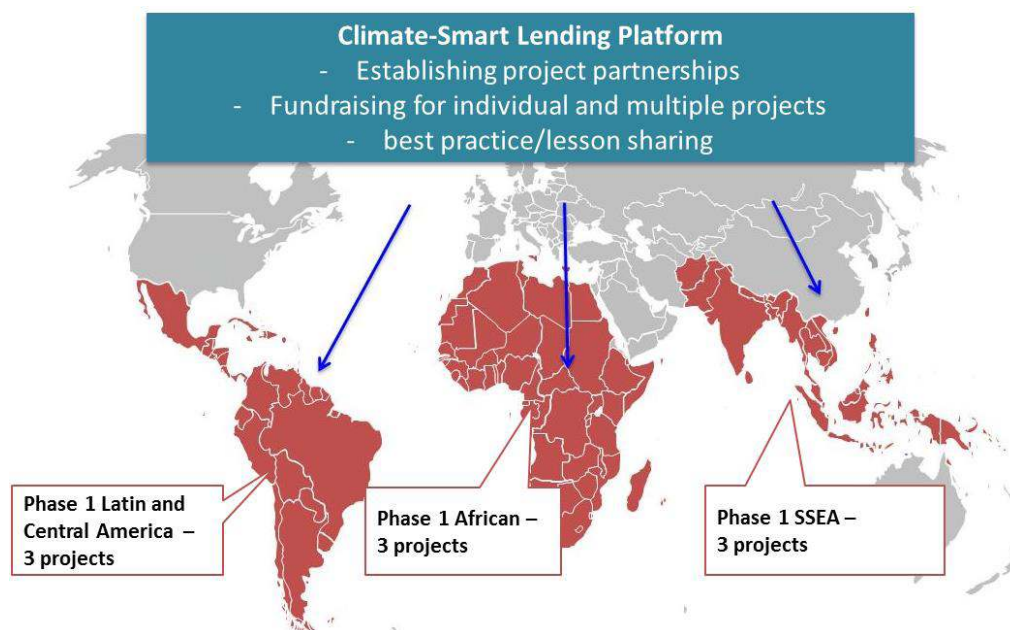 Climate-Smart Lending Platform
- Establishing project partnerships
- Fundraising for individual and multiple projects
- best practice/lesson sharing
Phase 1 Latin and
Central America –
3 projects
Phase 1 African –
3 projects
Phase 1 SSEA –
3 projects